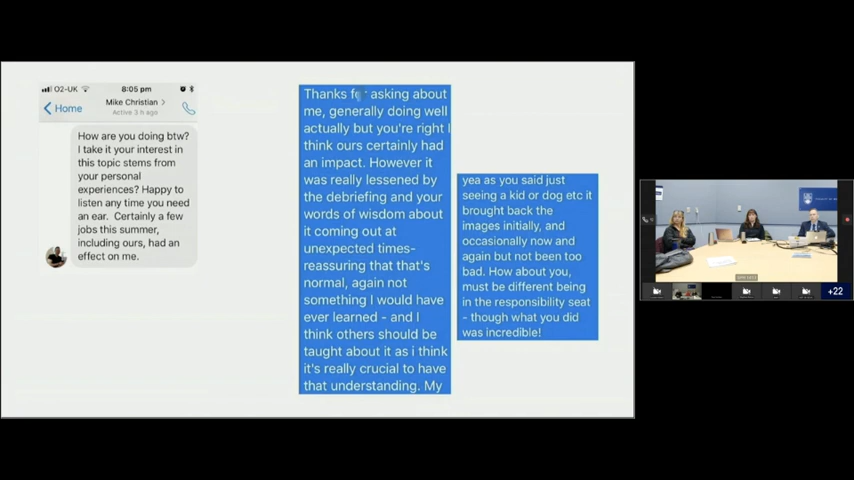 O2-UK
8:05 pm
Home
Mike Christian >
Active 3 h ago
How are you doing btw?
I take it your interest in
this topic stems from
your personal
experiences? Happy to
listen any time you need
an ear. Certainly a few
jobs this summer,
including ours, had an
effect on me.
Thanks for asking about
me, generally doing well
actually but you're right I
think ours certainly had
an impact. However it
was really lessened by
the debriefing and your
words of wisdom about
it coming out at
unexpected times-
reassuring that that's
normal, again not
something I would have
ever learned - and I
think others should be
taught about it as i think
it's really crucial to have
that understanding. My
yea as you said just
seeing a kid or dog etc it
brought back the
images initially, and
occasionally now and
again but not been too
bad. How about you,
must be different being
in the responsibility seat
- though what you did
was incredible!
+22